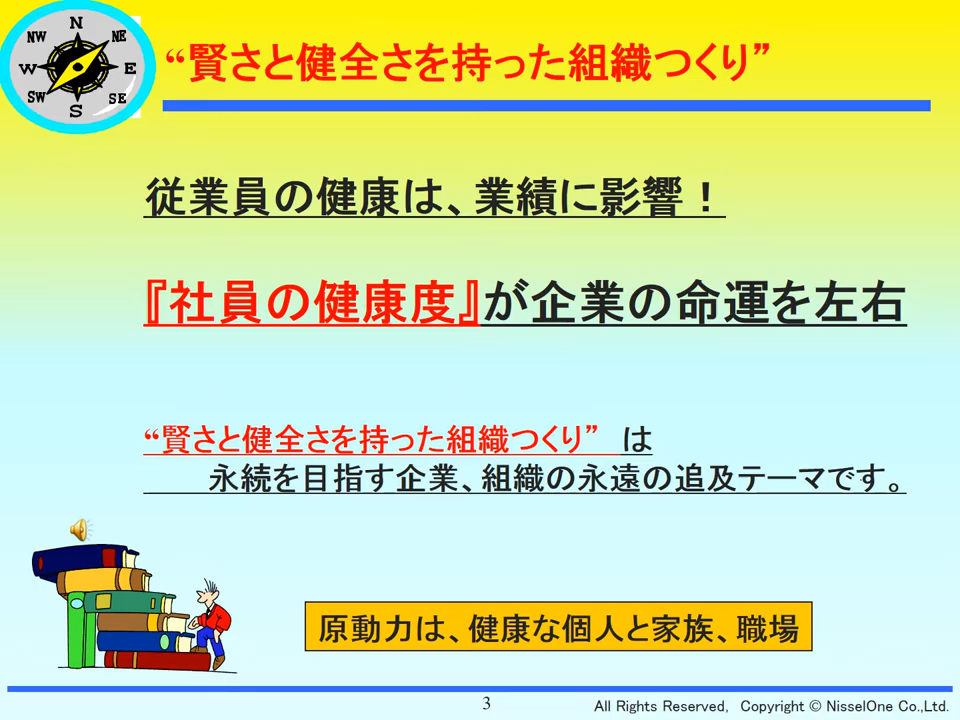 N
NW NE
W E
SW SE
S
“賢さと健全さを持った組織つくり”
従業員の健康は、業績に影響！
『社員の健康度』が企業の命運を左右
“賢さと健全さを持った組織つくり” は
永続を目指す企業、組織の永遠の追及テーマです。
原動力は、健康な個人と家族、職場
3
All Rights Reserved, Copyright © NisselOne Co.,Ltd.